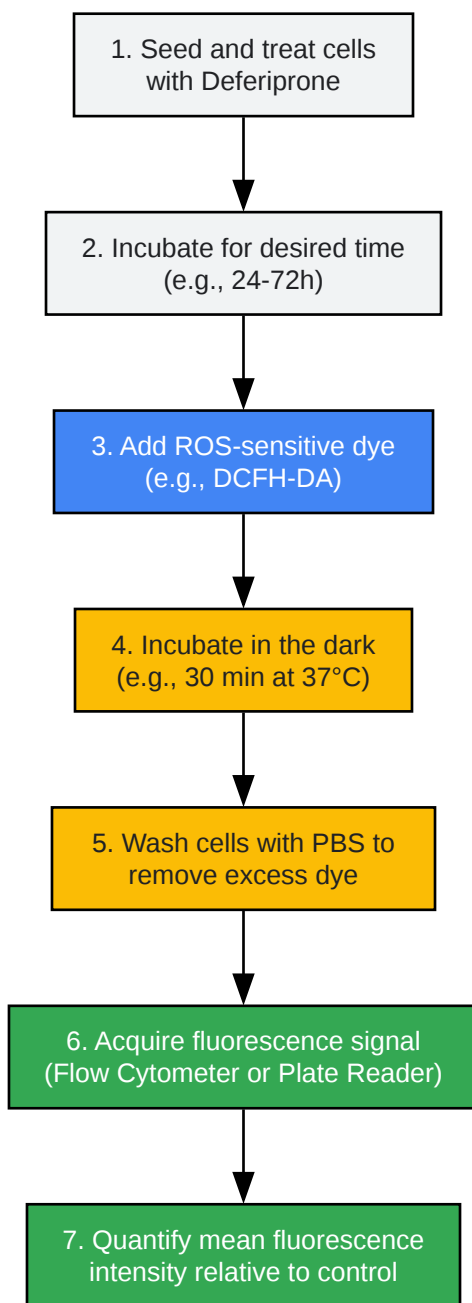 1. Seed and treat cells
with Deferiprone
2. Incubate for desired time
(e.g., 24-72h)
3. Add ROS-sensitive dye
(e.g., DCFH-DA)
4. Incubate in the dark
(e.g., 30 min at 37°C)
5. Wash cells with PBS to
remove excess dye
6. Acquire fluorescence signal
(Flow Cytometer or Plate Reader)
7. Quantify mean fluorescence
intensity relative to control